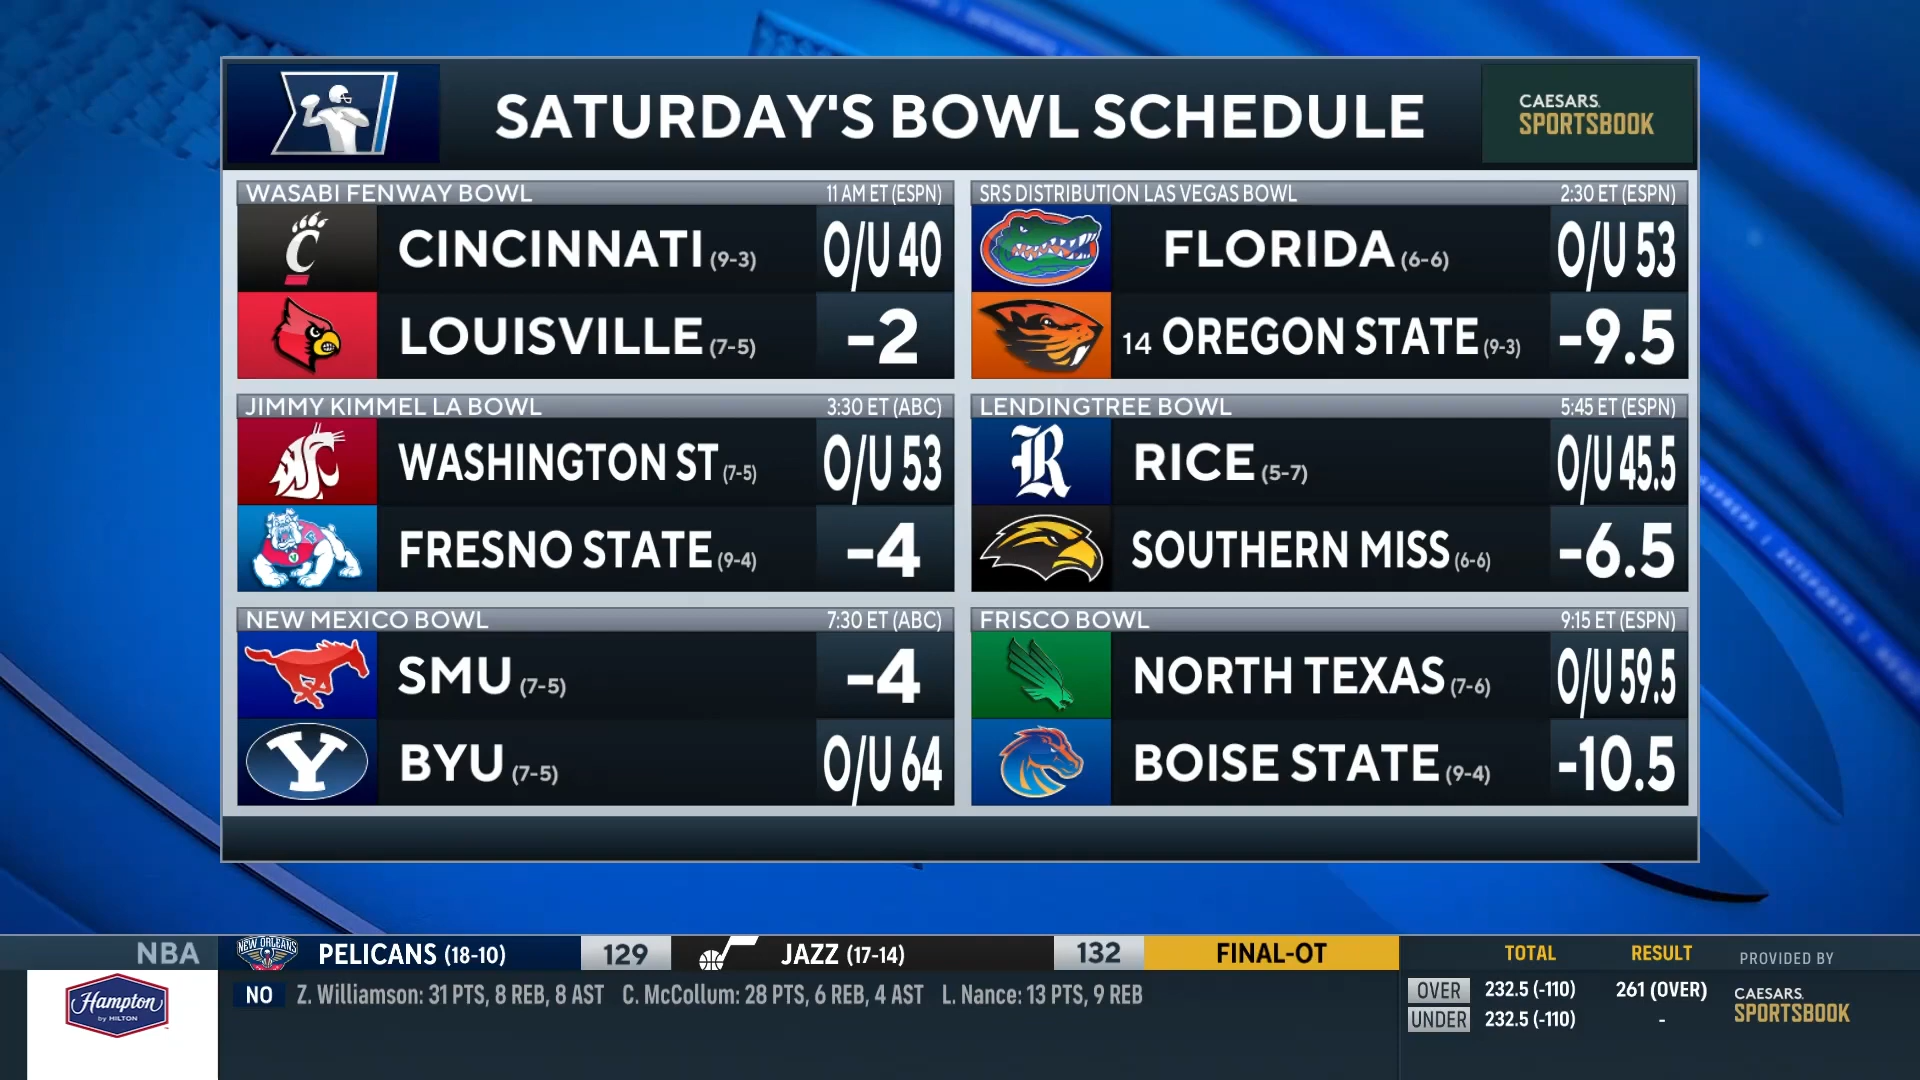 SATURDAY'S BOWL SCHEDULE
CAESARS
SPORTSBOOK
WASABI FENWAY BOWL 11 AM ET (ESPN)
CINCINNATI (9-3) O/U 40
LOUISVILLE (7-5) -2
SRS DISTRIBUTION LAS VEGAS BOWL 2:30 ET (ESPN)
FLORIDA (6-6) O/U 53
14 OREGON STATE (9-3) -9.5
JIMMY KIMMEL LA BOWL 3:30 ET (ABC)
WASHINGTON ST (7-5) O/U 53
FRESNO STATE (9-4) -4
LENDINGTREE BOWL 5:45 ET (ESPN)
R RICE (5-7) O/U 45.5
SOUTHERN MISS (6-6) -6.5
NEW MEXICO BOWL 7:30 ET (ABC)
SMU (7-5) -4
Y BYU (7-5) O/U 64
FRISCO BOWL 9:15 ET (ESPN)
NORTH TEXAS (7-6) O/U 59.5
BOISE STATE (9-4) -10.5
NBA NEW ORLEANS PELICANS (18-10) 129 JAZZ (17-14) 132 FINAL-OT
NO Z. Williamson: 31 PTS, 8 REB, 8 AST C. McCollum: 28 PTS, 6 REB, 4 AST L. Nance: 13 PTS, 9 REB
TOTAL RESULT
OVER 232.5 (-110) 261 (OVER)
UNDER 232.5 (-110) -
PROVIDED BY
CAESARS
SPORTSBOOK
Hampton
by HILTON